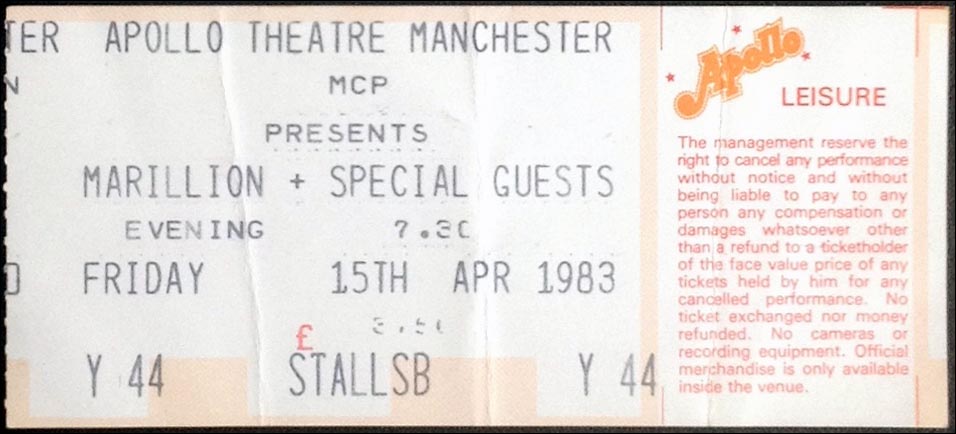 TER APOLLO THEATRE MANCHESTER
N MCP
PRESENTS
MARILLION + SPECIAL GUESTS
EVENING 7.30
FRIDAY 15TH APR 1983
£
Y 44 STALLSB Y 44
Apollo
LEISURE
The management reserve the
right to cancel any performance
without notice and without
being liable to pay to any
person any compensation or
damages whatsoever other
than a refund to a ticketholder
of the face value price of any
tickets held by him for any
cancelled performance. No
ticket exchanged nor money
refunded. No cameras or
recording equipment. Official
merchandise is only available
inside the venue.